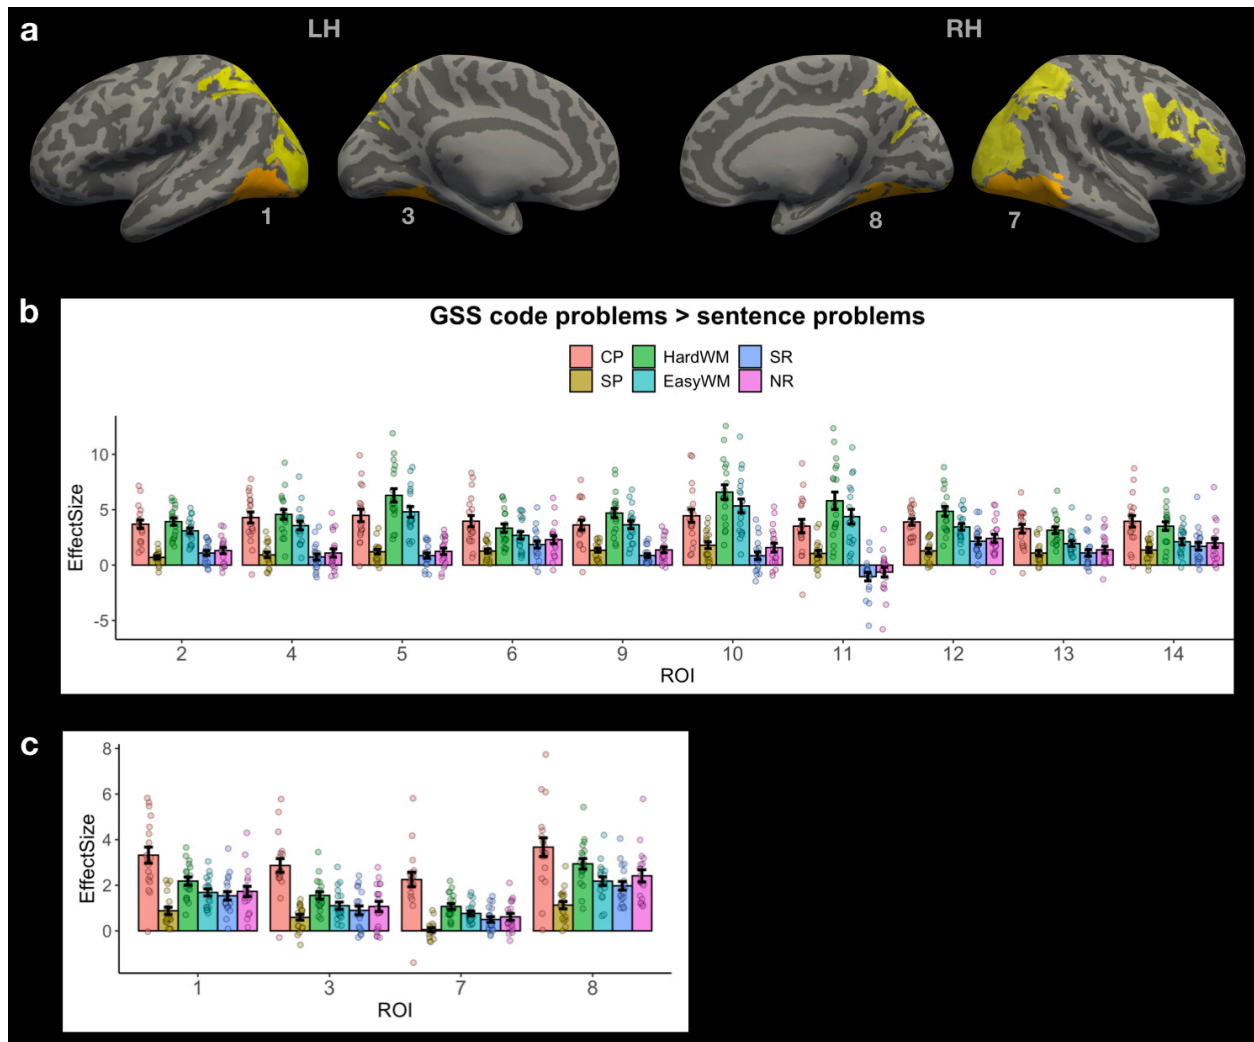 a
LH
RH
1
3
8
7
b
GSS code problems > sentence problems
CP
HardWM
SR
SP
EasyWM
NR
EffectSize
10
5
0
-5
2
4
5
6
9
10
11
12
13
14
ROI
c
EffectSize
8
6
4
2
0
1
3
7
8
ROI